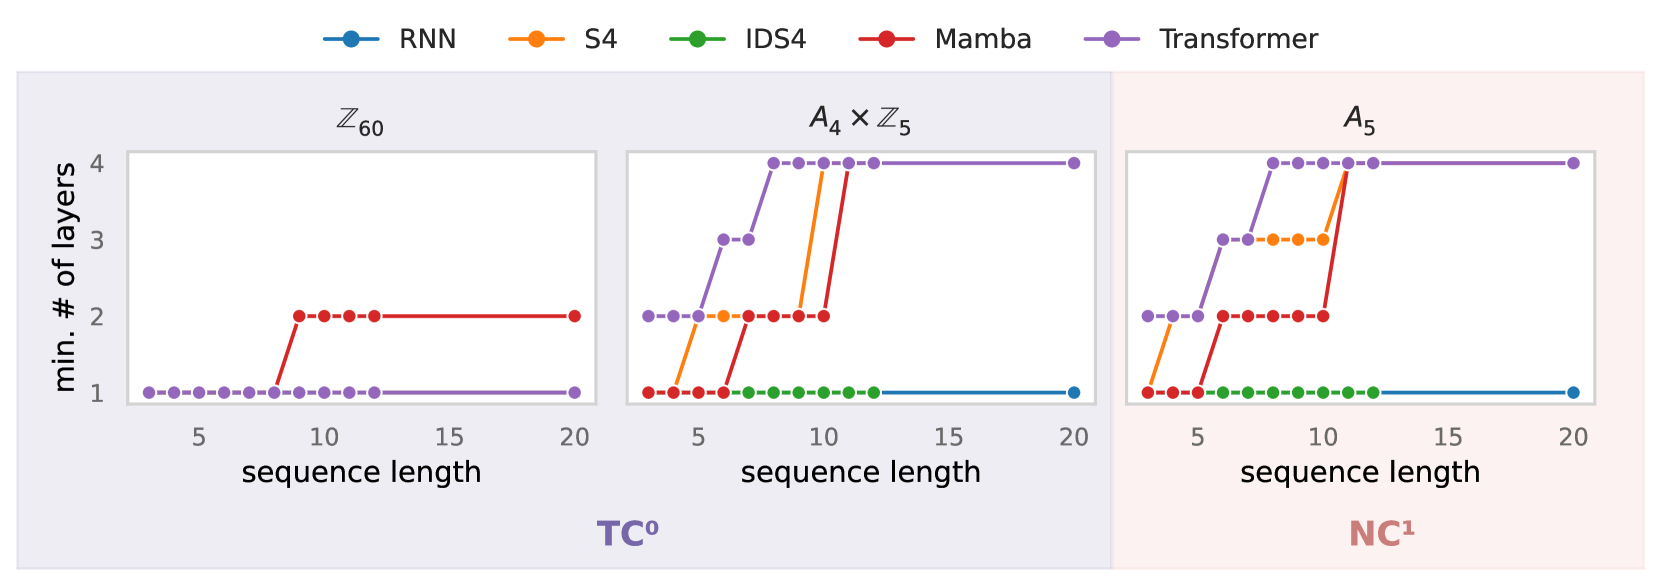 RNN S4 IDS4 Mamba Transformer
ℤ₆₀ A₄ × ℤ₅ A₅
min. # of layers
4
3
2
1
5 10 15 20 5 10 15 20 5 10 15 20
sequence length sequence length sequence length
TC⁰ NC¹